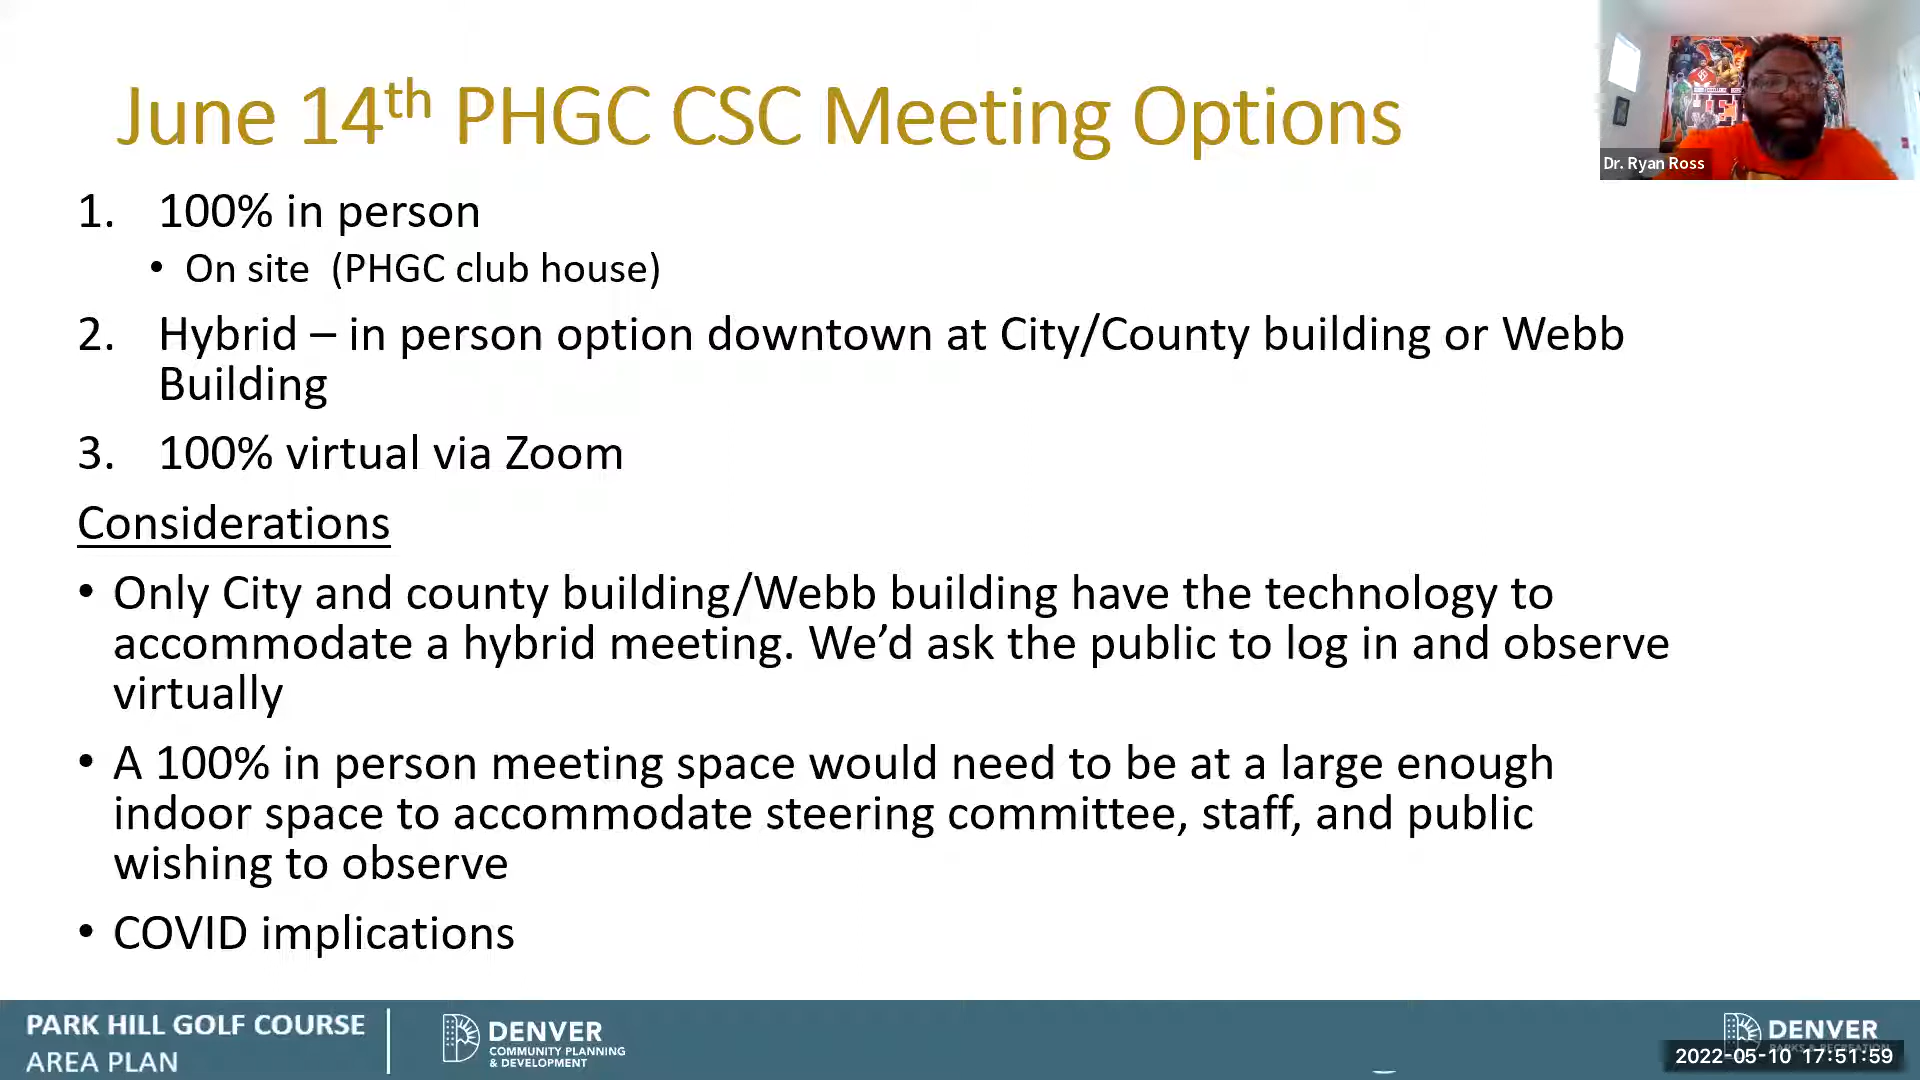 June 14th PHGC CSC Meeting Options
Dr. Ryan Ross
1. 100% in person
• On site (PHGC club house)
2. Hybrid – in person option downtown at City/County building or Webb
Building
3. 100% virtual via Zoom
Considerations
• Only City and county building/Webb building have the technology to
accommodate a hybrid meeting. We’d ask the public to log in and observe
virtually
• A 100% in person meeting space would need to be at a large enough
indoor space to accommodate steering committee, staff, and public
wishing to observe
• COVID implications
PARK HILL GOLF COURSE
AREA PLAN
DENVER
COMMUNITY PLANNING
& DEVELOPMENT
DENVER
PARKS & RECREATION
2022-05-10 17:51:59